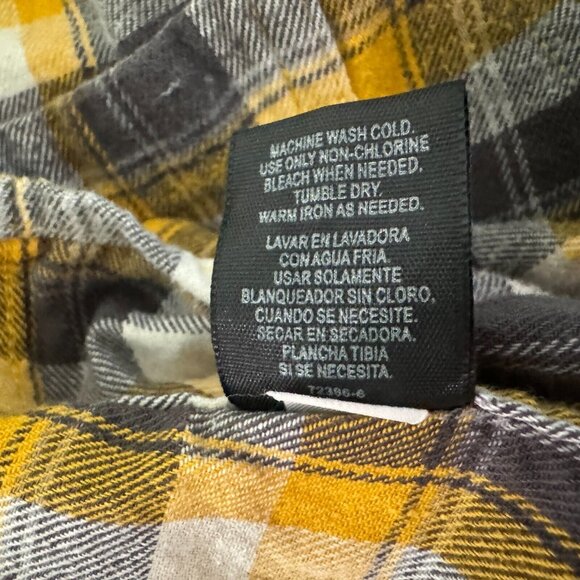 MACHINE WASH COLD.
USE ONLY NON-CHLORINE
BLEACH WHEN NEEDED.
TUMBLE DRY.
WARM IRON AS NEEDED.
LAVAR EN LAVADORA
CON AGUA FRIA.
USAR SOLAMENTE
BLANQUEADOR SIN CLORO.
CUANDO SE NECESITE.
SECAR EN SECADORA.
PLANCHA TIBIA
SI SE NECESITA.
T2396-6